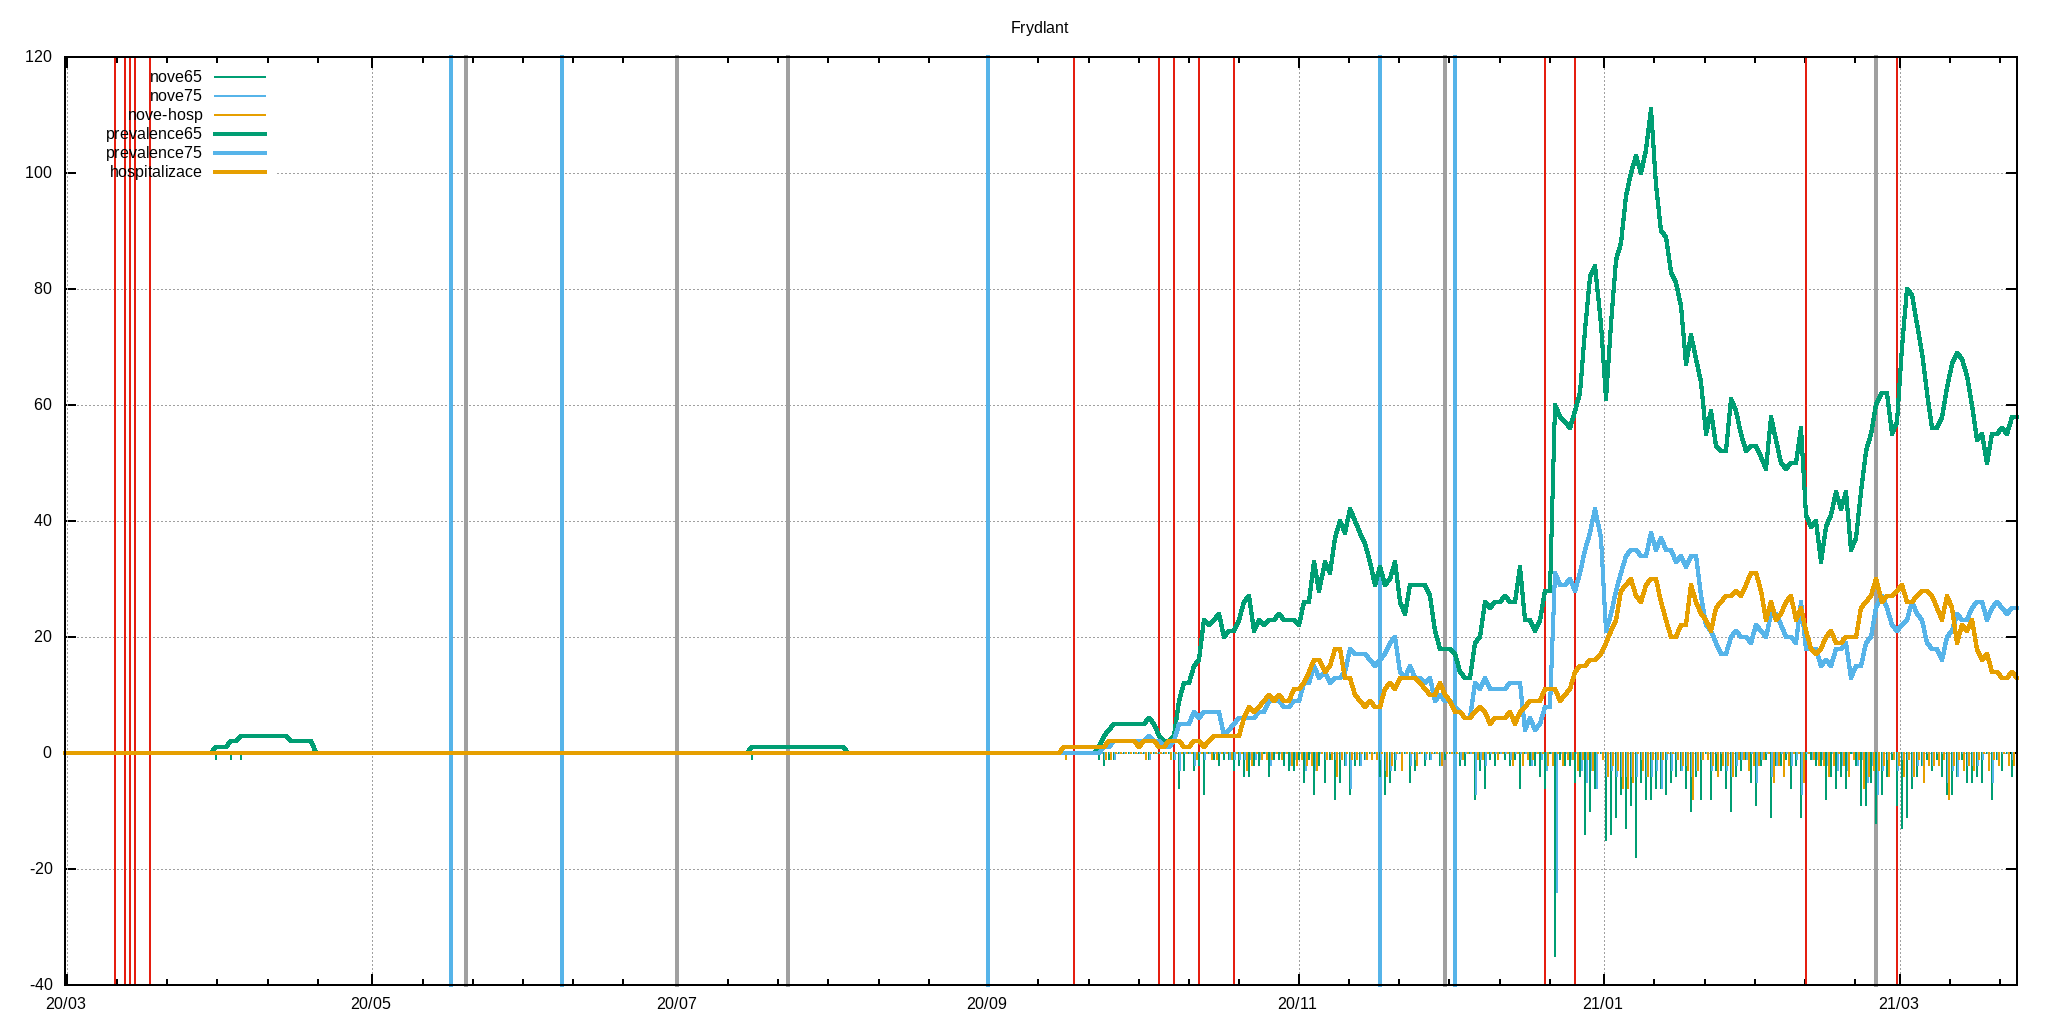 Frydlant
120
100
80
60
40
20
0
-20
-40
nove65
nove75
nove-hosp
prevalence65
prevalence75
hospitalizace
20/03 20/05 20/07 20/09 20/11 21/01 21/03